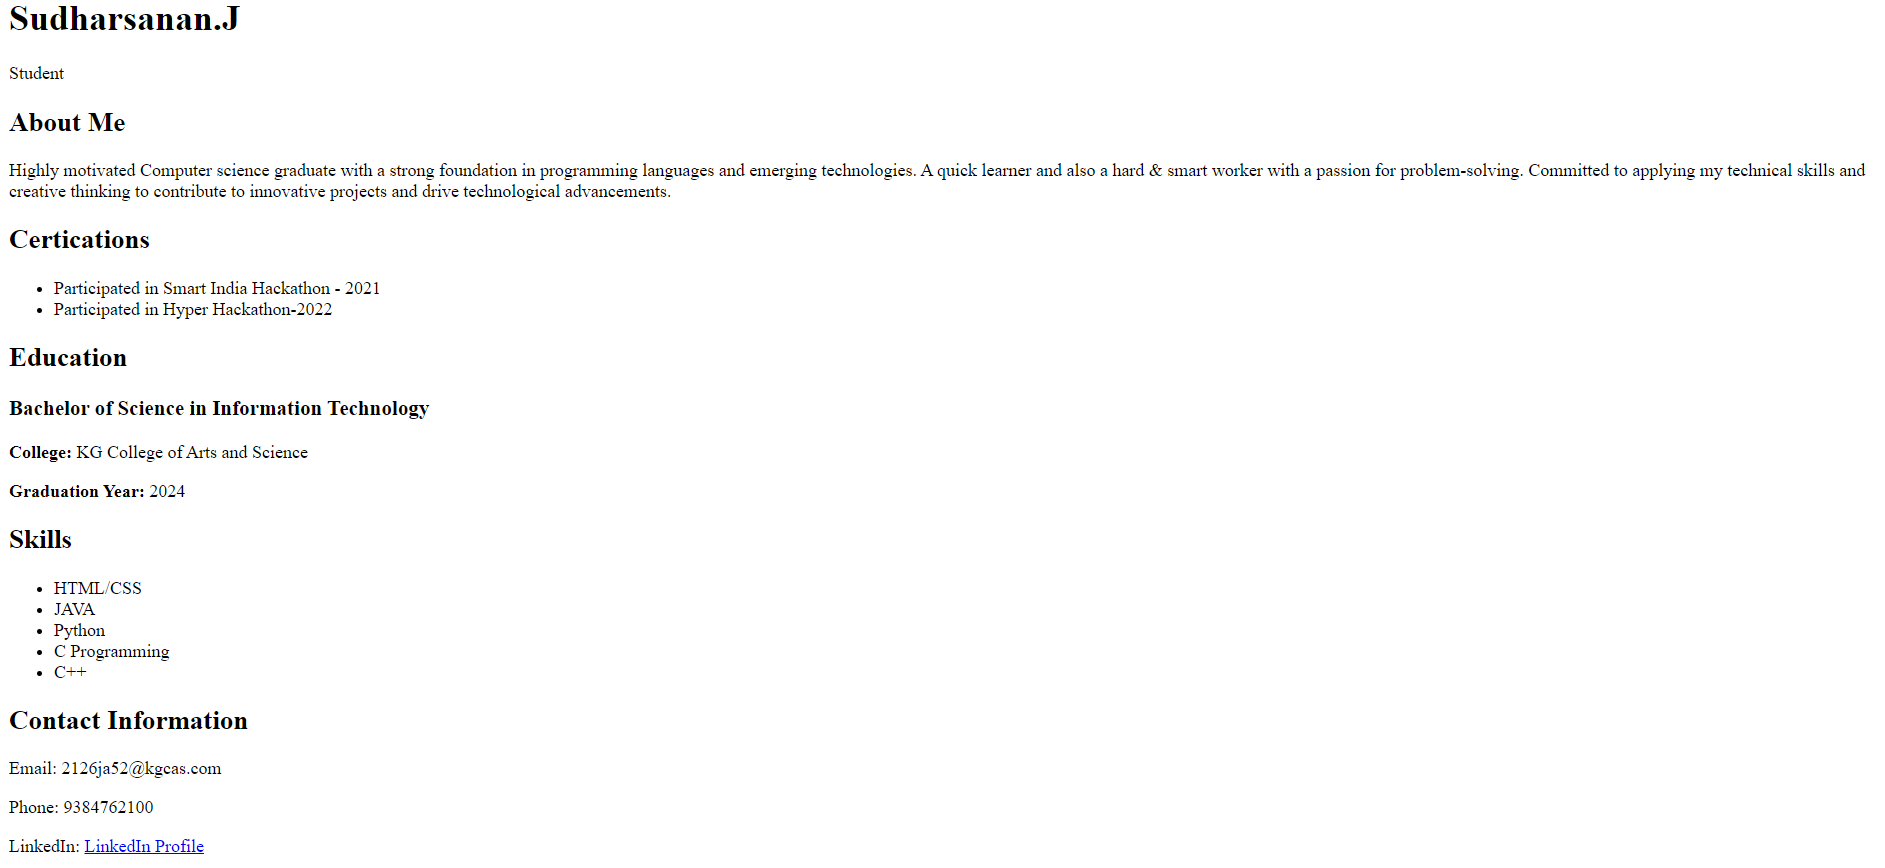 Sudharsanan.J
Student
About Me
Highly motivated Computer science graduate with a strong foundation in programming languages and emerging technologies. A quick learner and also a hard & smart worker with a passion for problem-solving. Committed to applying my technical skills and
creative thinking to contribute to innovative projects and drive technological advancements.
Certications
• Participated in Smart India Hackathon - 2021
• Participated in Hyper Hackathon-2022
Education
Bachelor of Science in Information Technology
College: KG College of Arts and Science
Graduation Year: 2024
Skills
• HTML/CSS
• JAVA
• Python
• C Programming
• C++
Contact Information
Email: 2126ja52@kgcas.com
Phone: 9384762100
LinkedIn: LinkedIn Profile